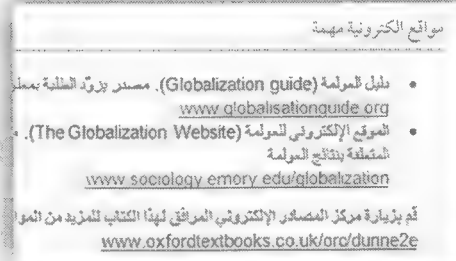 مواقع الكترونية مهمة
• دليل العولمة (Globalization guide). مصدر يزوّد الطلبة
www globalisationguide org
• الموقع الإلكتروني للعولمة (The Globalization Website).
المتعلقة بنتائج العولمة
www sociology emory edu/globalization
قم بزيارة مركز المصادر الإلكتروني المرافق لهذا الكتاب للمزيد من
www.oxfordtextbooks.co.uk/orc/dunne2e